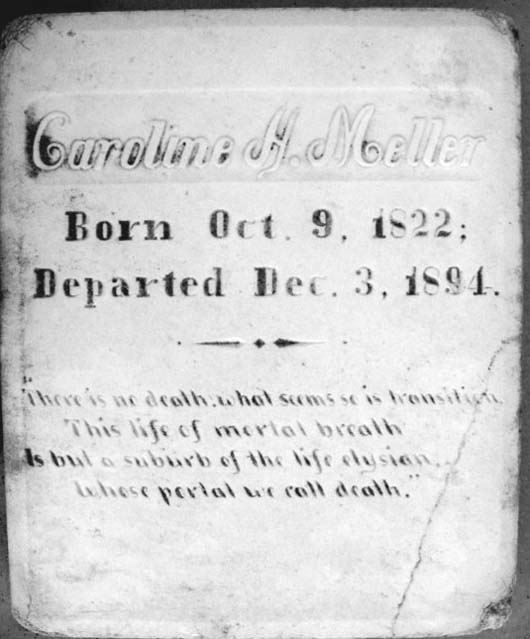 Caroline H. Meller
Born Oct. 9, 1822;
Departed Dec. 3, 1894.
"There is no death; what seems so is transition,
This life of mortal breath
Is but a suburb of the life elysian,
Whose portal we call death."